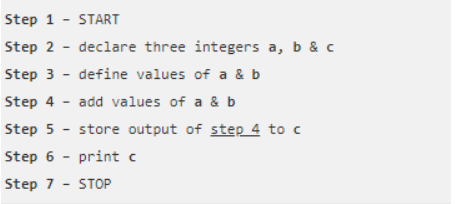 Step 1 – START
Step 2 – declare three integers a, b & c
Step 3 – define values of a & b
Step 4 – add values of a & b
Step 5 – store output of step 4 to c
Step 6 – print c
Step 7 – STOP